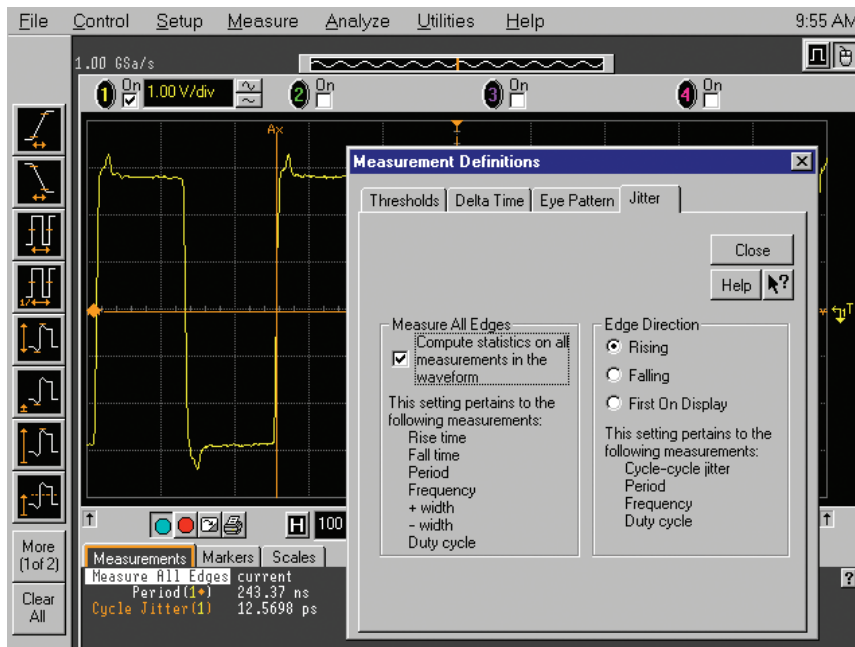 File Control Setup Measure Analyze Utilities Help 9:55 AM
1.00 GSa/s
1 On 1.00 V/div 2 On 3 On 4 On
Ax
Measurement Definitions
Thresholds Delta Time Eye Pattern Jitter
Close
Help ?
Measure All Edges
Compute statistics on all
measurements in the
waveform
This setting pertains to the
following measurements:
Rise time
Fall time
Period
Frequency
+ width
- width
Duty cycle
Edge Direction
Rising
Falling
First On Display
This setting pertains to the
following measurements:
Cycle-cycle jitter
Period
Frequency
Duty cycle
T
17
H 100
More
(1of 2)
Clear
All
Measurements Markers Scales
?
Measure All Edges current
Period(1◆) 243.37 ns
Cycle Jitter(1) 12.5698 ps